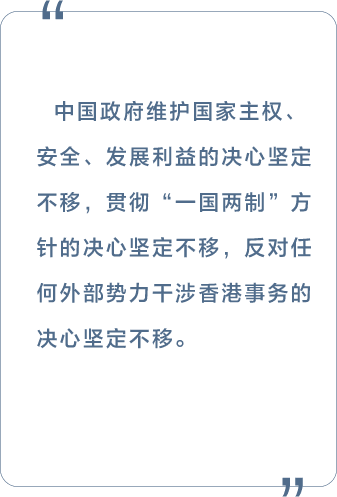 “
中国政府维护国家主权、
安全、发展利益的决心坚定
不移，贯彻“一国两制”方
针的决心坚定不移，反对任
何外部势力干涉香港事务的
决心坚定不移。
”